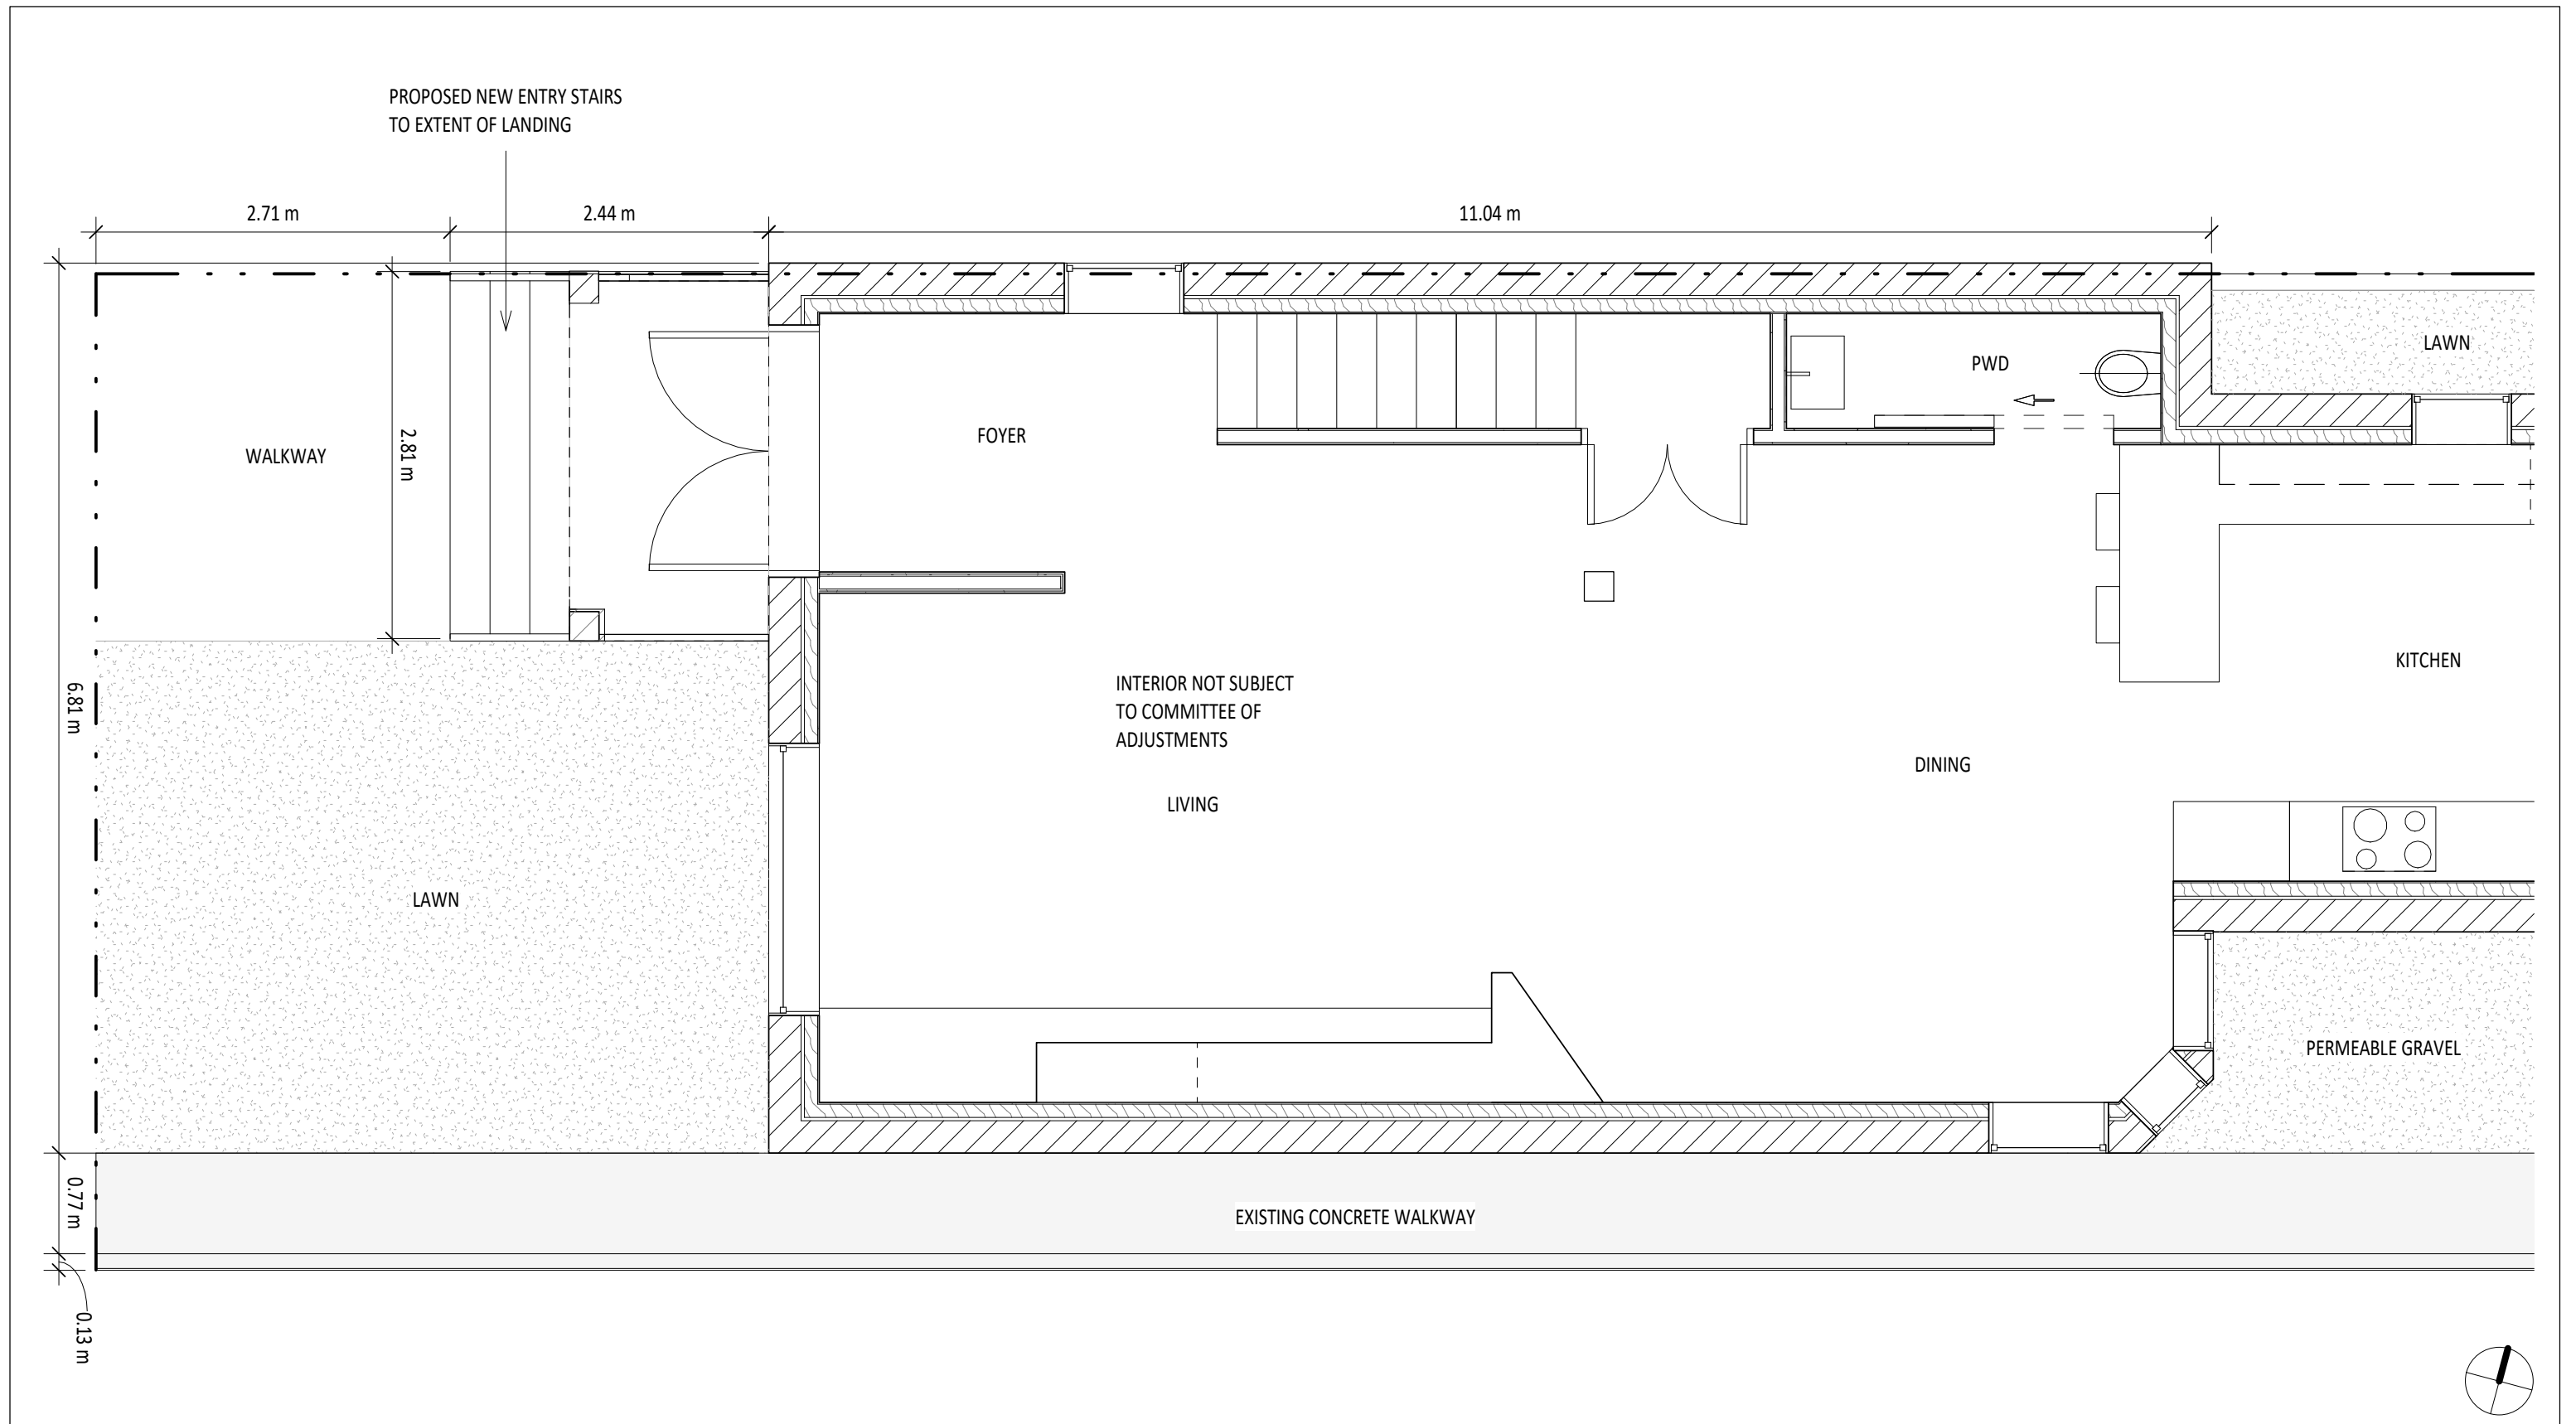 PROPOSED NEW ENTRY STAIRS
TO EXTENT OF LANDING
2.71 m
2.44 m
11.04 m
LAWN
PWD
FOYER
WALKWAY
2.81 m
6.81 m
KITCHEN
INTERIOR NOT SUBJECT
TO COMMITTEE OF
ADJUSTMENTS
DINING
LIVING
LAWN
PERMEABLE GRAVEL
0.77 m
EXISTING CONCRETE WALKWAY
0.13 m